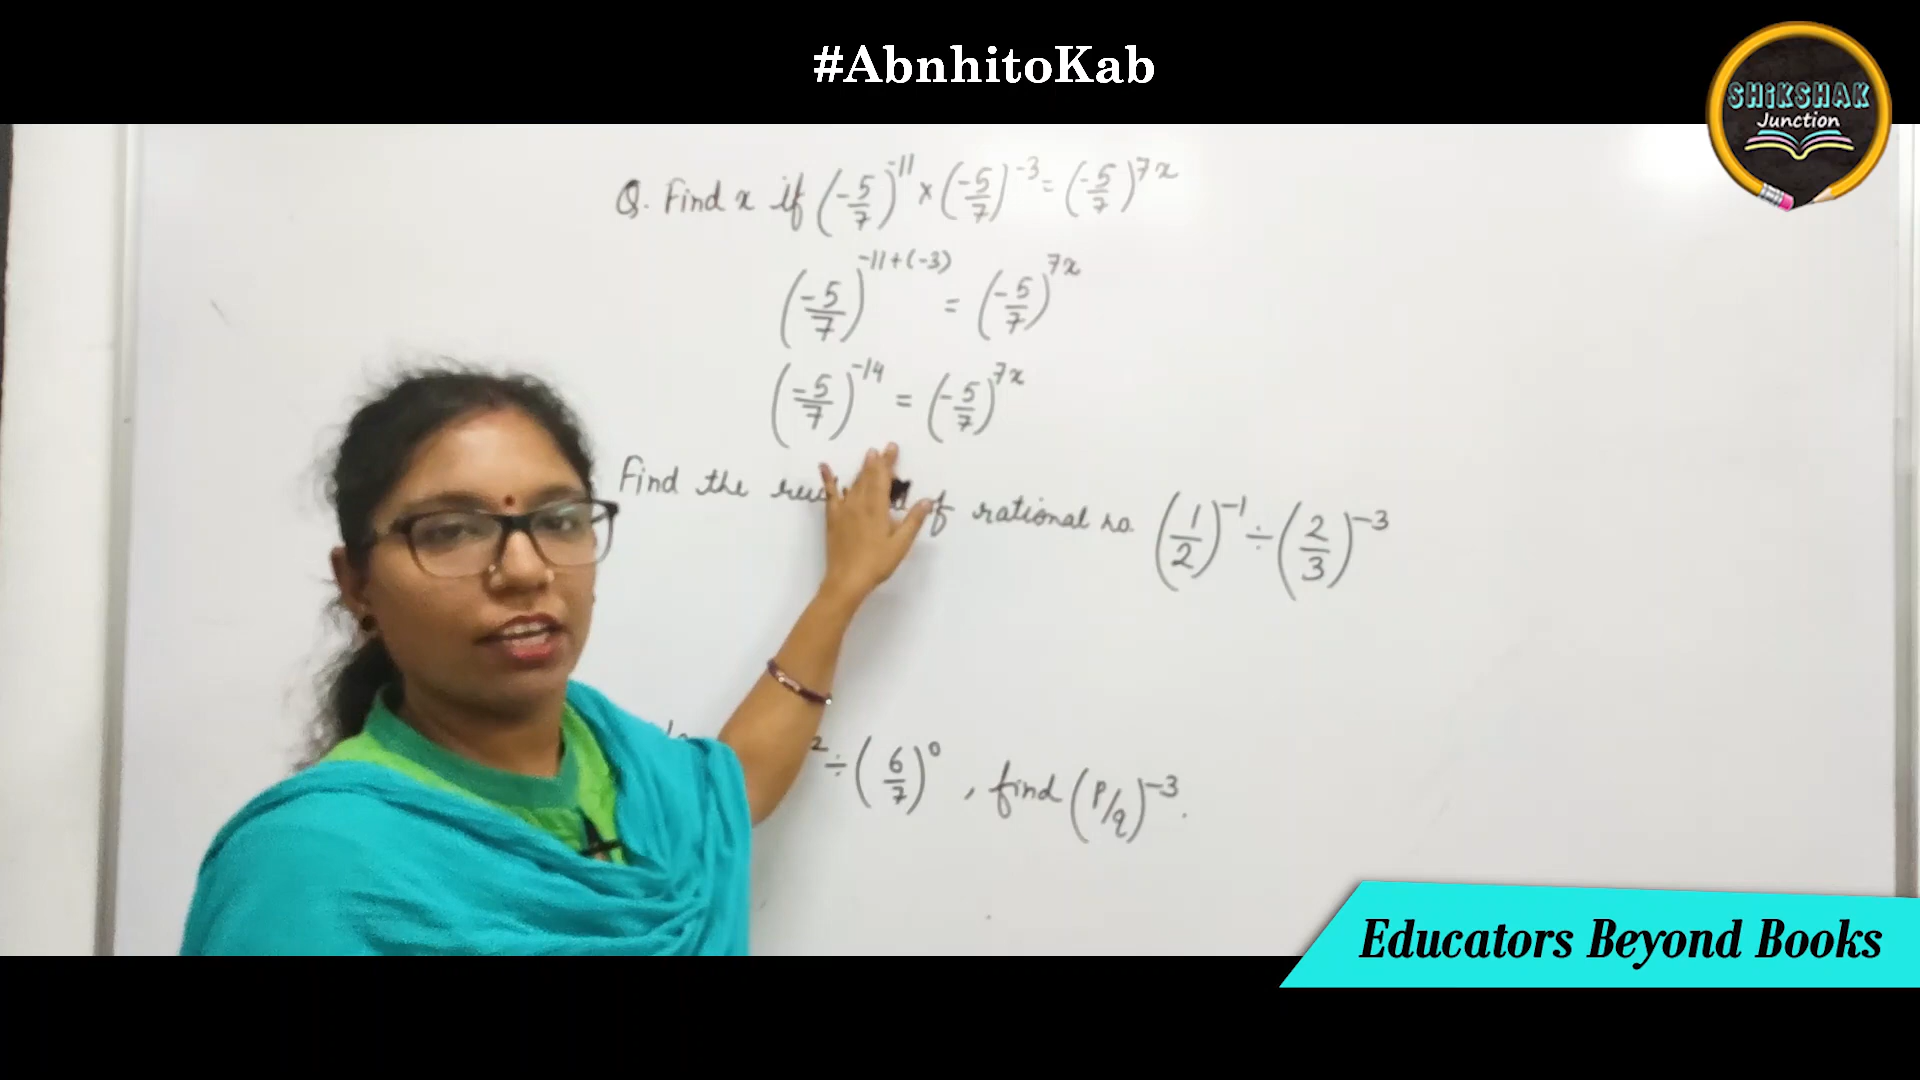 #AbnhitoKab
SHiKSHAK
Junction
Q. Find x if (-5/7)^-11 × (-5/7)^-3 = (-5/7)^7x
(-5/7)^-11+(-3) = (-5/7)^7x
(-5/7)^-14 = (-5/7)^7x
Find the of rational no. (1/2)^-1 ÷ (2/3)^-3
2 ÷ (6/7)^0 , find (p/q)^-3.
Educators Beyond Books